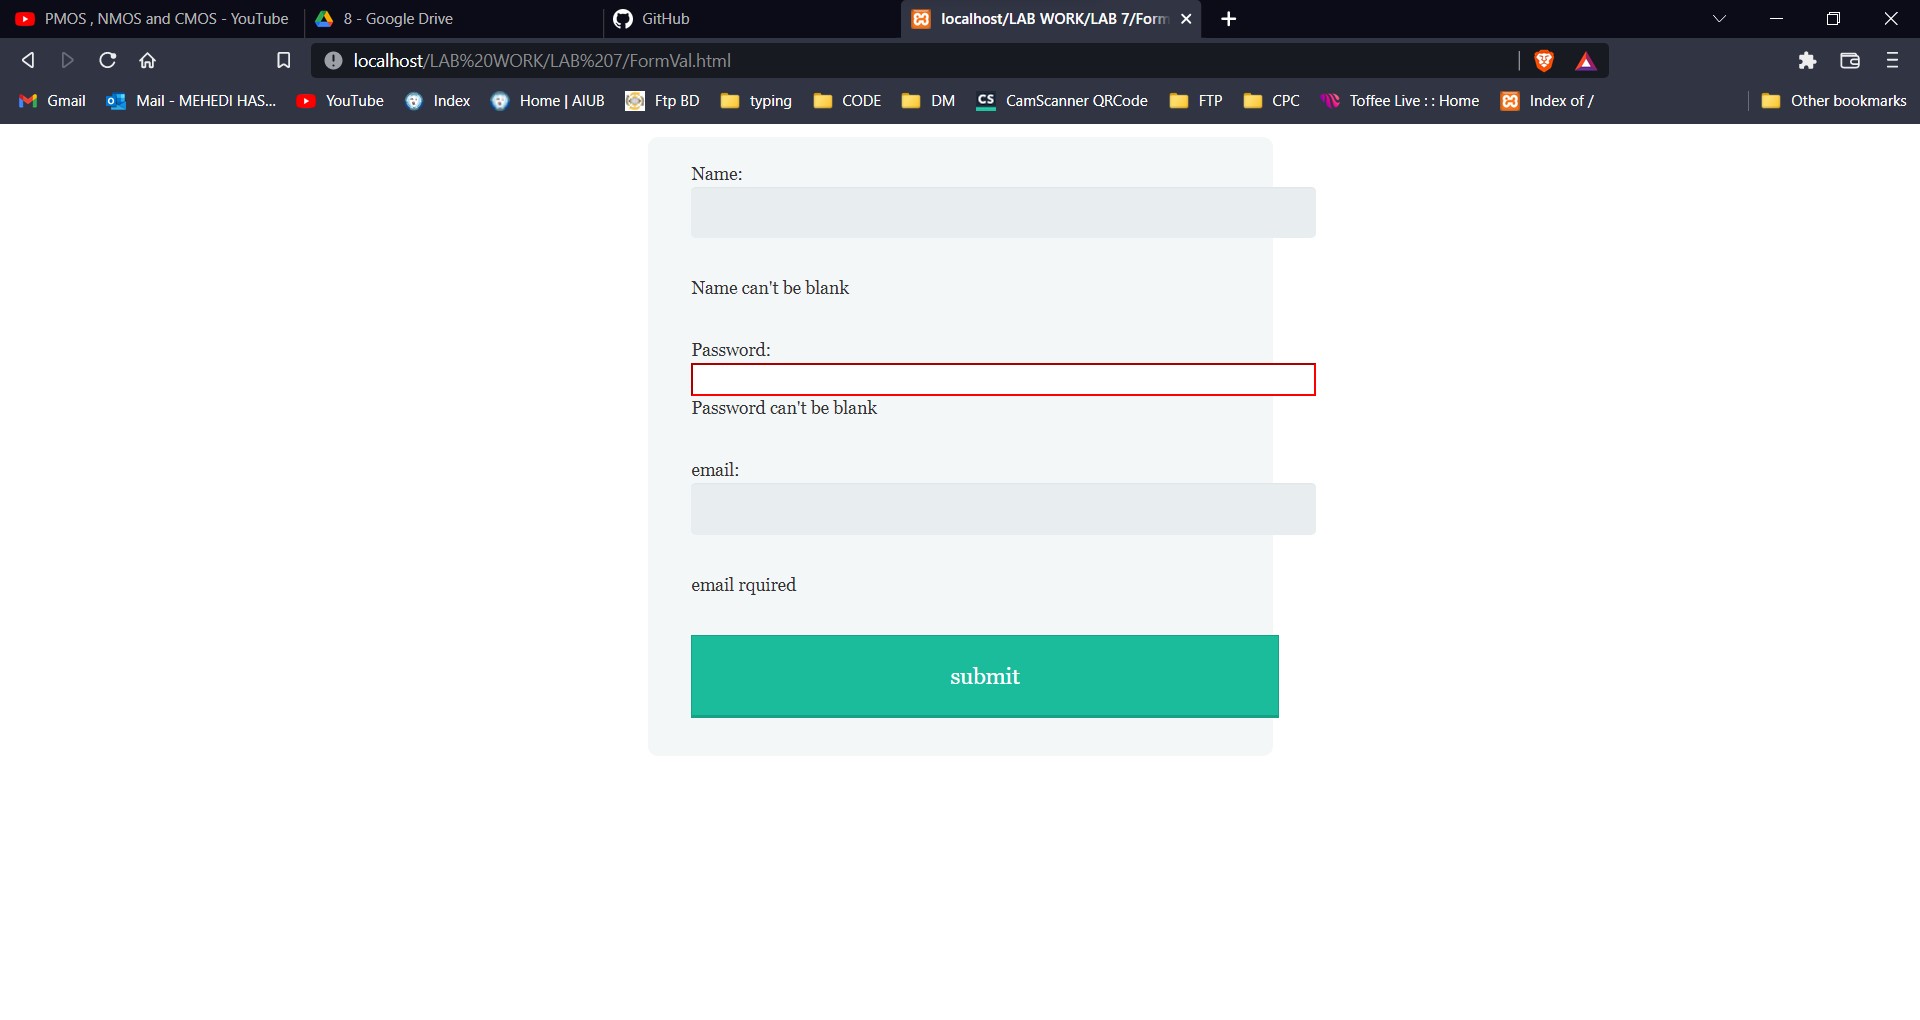 PMOS , NMOS and CMOS - YouTube
8 - Google Drive
GitHub
localhost/LAB WORK/LAB 7/Form
localhost/LAB%20WORK/LAB%207/FormVal.html
Gmail
Mail - MEHEDI HAS...
YouTube
Index
Home | AIUB
Ftp BD
typing
CODE
DM
CS
CamScanner QRCode
FTP
CPC
Toffee Live : : Home
Index of /
Other bookmarks
Name:
Name can't be blank
Password:
Password can't be blank
email:
email rquired
submit